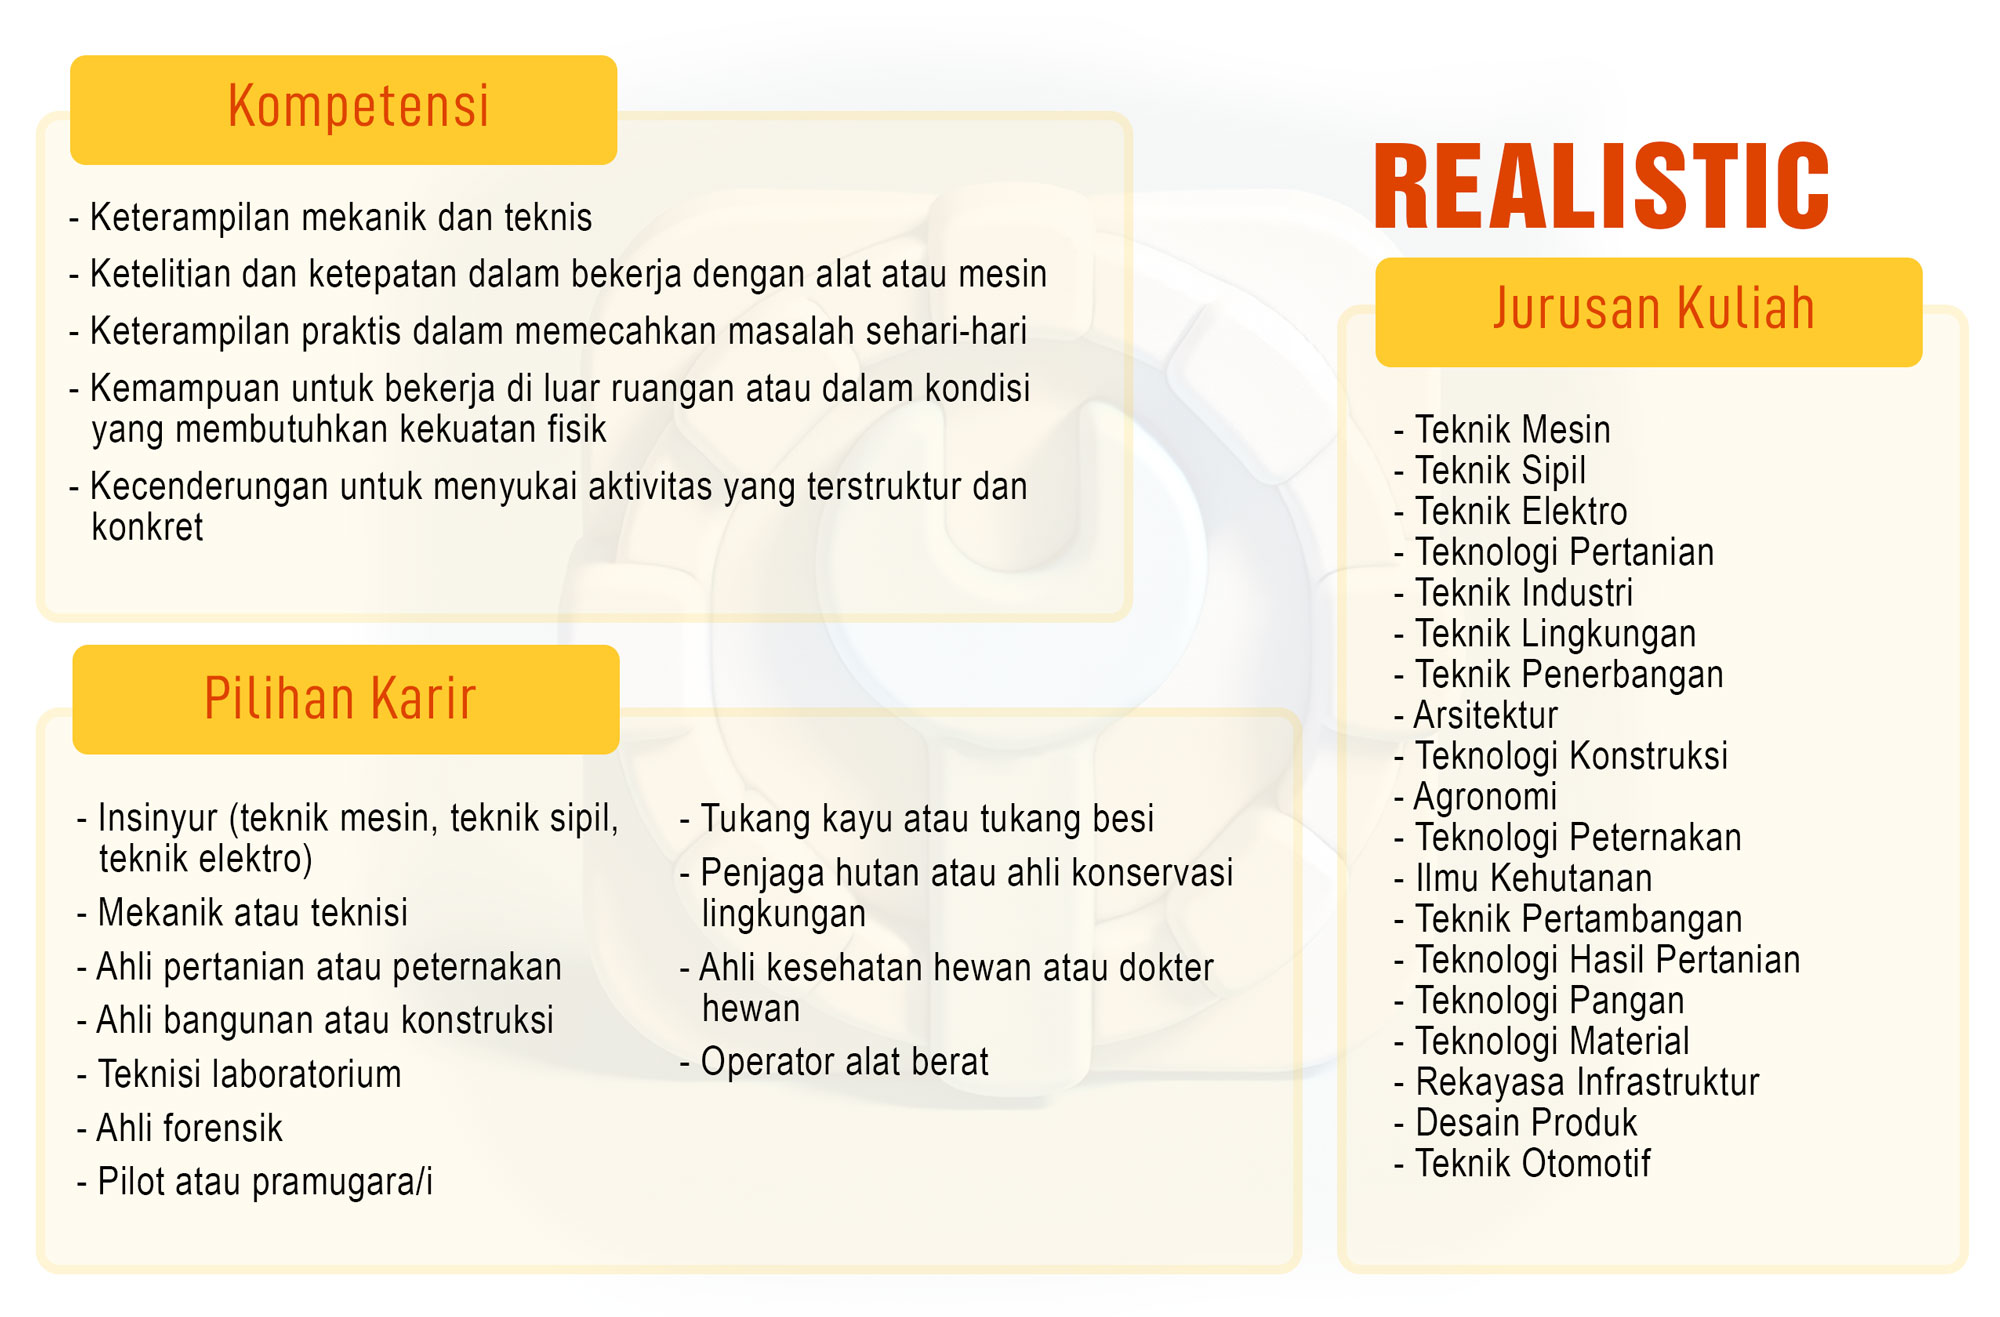 Kompetensi
- Keterampilan mekanik dan teknis
- Ketelitian dan ketepatan dalam bekerja dengan alat atau mesin
- Keterampilan praktis dalam memecahkan masalah sehari-hari
- Kemampuan untuk bekerja di luar ruangan atau dalam kondisi
yang membutuhkan kekuatan fisik
- Kecenderungan untuk menyukai aktivitas yang terstruktur dan
konkret
Pilihan Karir
- Insinyur (teknik mesin, teknik sipil,
teknik elektro)
- Mekanik atau teknisi
- Ahli pertanian atau peternakan
- Ahli bangunan atau konstruksi
- Teknisi laboratorium
- Ahli forensik
- Pilot atau pramugara/i
- Tukang kayu atau tukang besi
- Penjaga hutan atau ahli konservasi
lingkungan
- Ahli kesehatan hewan atau dokter
hewan
- Operator alat berat
REALISTIC
Jurusan Kuliah
- Teknik Mesin
- Teknik Sipil
- Teknik Elektro
- Teknologi Pertanian
- Teknik Industri
- Teknik Lingkungan
- Teknik Penerbangan
- Arsitektur
- Teknologi Konstruksi
- Agronomi
- Teknologi Peternakan
- Ilmu Kehutanan
- Teknik Pertambangan
- Teknologi Hasil Pertanian
- Teknologi Pangan
- Teknologi Material
- Rekayasa Infrastruktur
- Desain Produk
- Teknik Otomotif